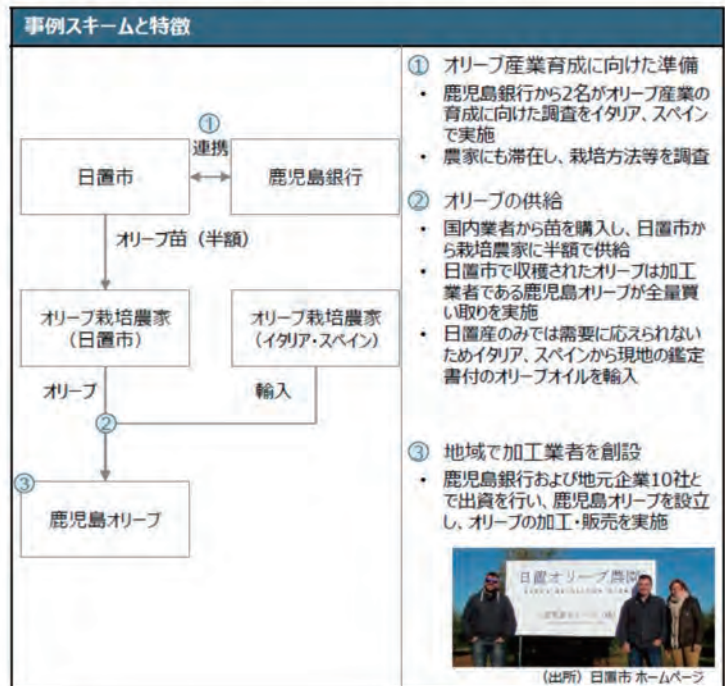 事例スキームと特徴
①
連携
日置市
鹿児島銀行
オリーブ苗（半額）
オリーブ栽培農家
（日置市）
オリーブ栽培農家
（イタリア・スペイン）
オリーブ
輸入
②
③
鹿児島オリーブ
① オリーブ産業育成に向けた準備
・ 鹿児島銀行から2名がオリーブ産業の
育成に向けた調査をイタリア、スペイン
で実施
・ 農家にも滞在し、栽培方法等を調査
② オリーブの供給
・ 国内業者から苗を購入し、日置市か
ら栽培農家に半額で供給
・ 日置市で収穫されたオリーブは加工
業者である鹿児島オリーブが全量買
い取りを実施
・ 日置産のみでは需要に応えられない
ためイタリア、スペインから現地の鑑定
書付のオリーブオイルを輸入
③ 地域で加工業者を創設
・ 鹿児島銀行および地元企業10社と
で出資を行い、鹿児島オリーブを設立
し、オリーブの加工・販売を実施
日置オリーブ農園
（出所）日置市 ホームページ